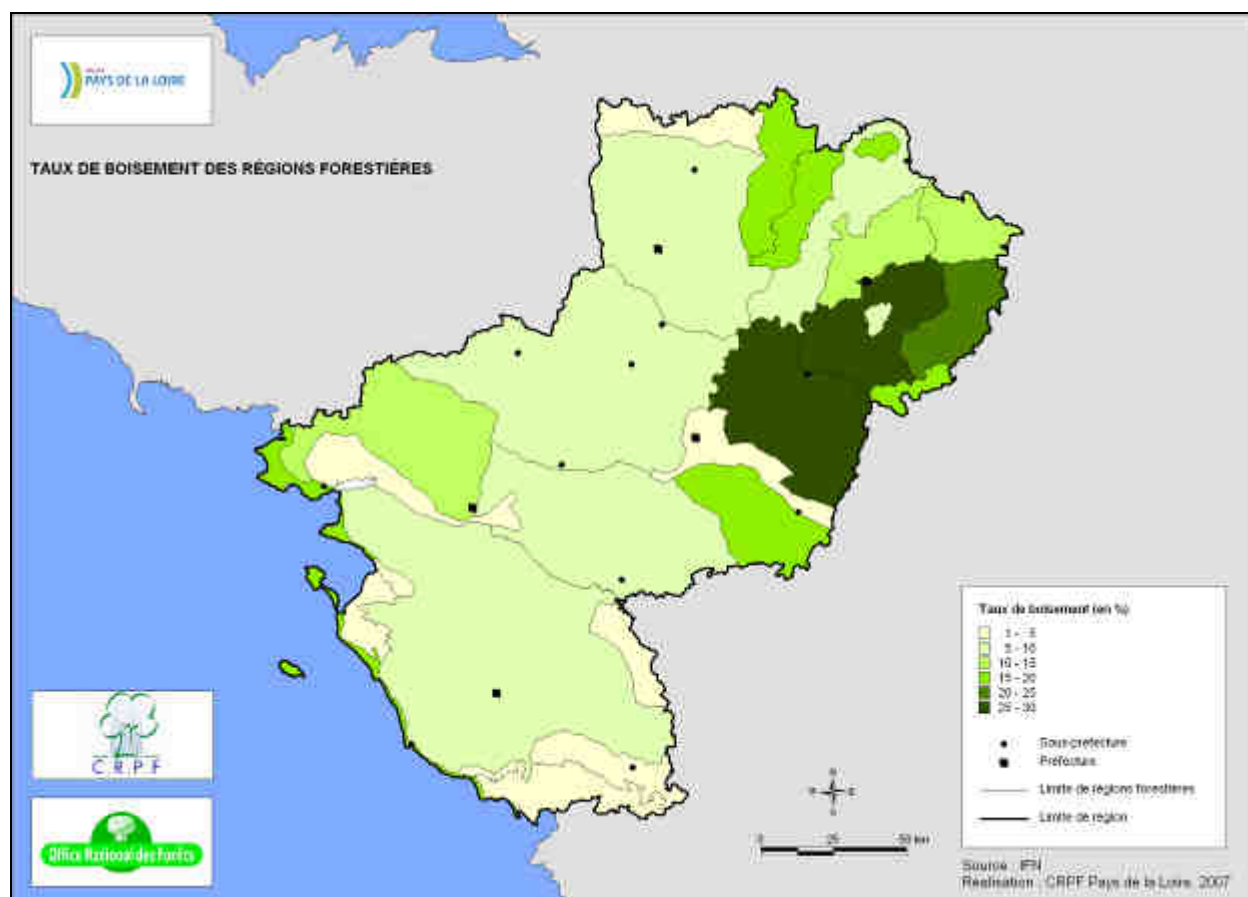 PAYS DE LA LOIRE
TAUX DE BOISEMENT DES RÉGIONS FORESTIÈRES
CRPF
Office National des Forêts
Taux de boisement (en %)
1 - 5
5 - 10
10 - 15
15 - 20
20 - 25
25 - 30
Sous-préfecture
Préfecture
Limite de régions forestières
Limite de région
0 25 50 km
Source : IFN
Réalisation : CRPF Pays de la Loire, 2007